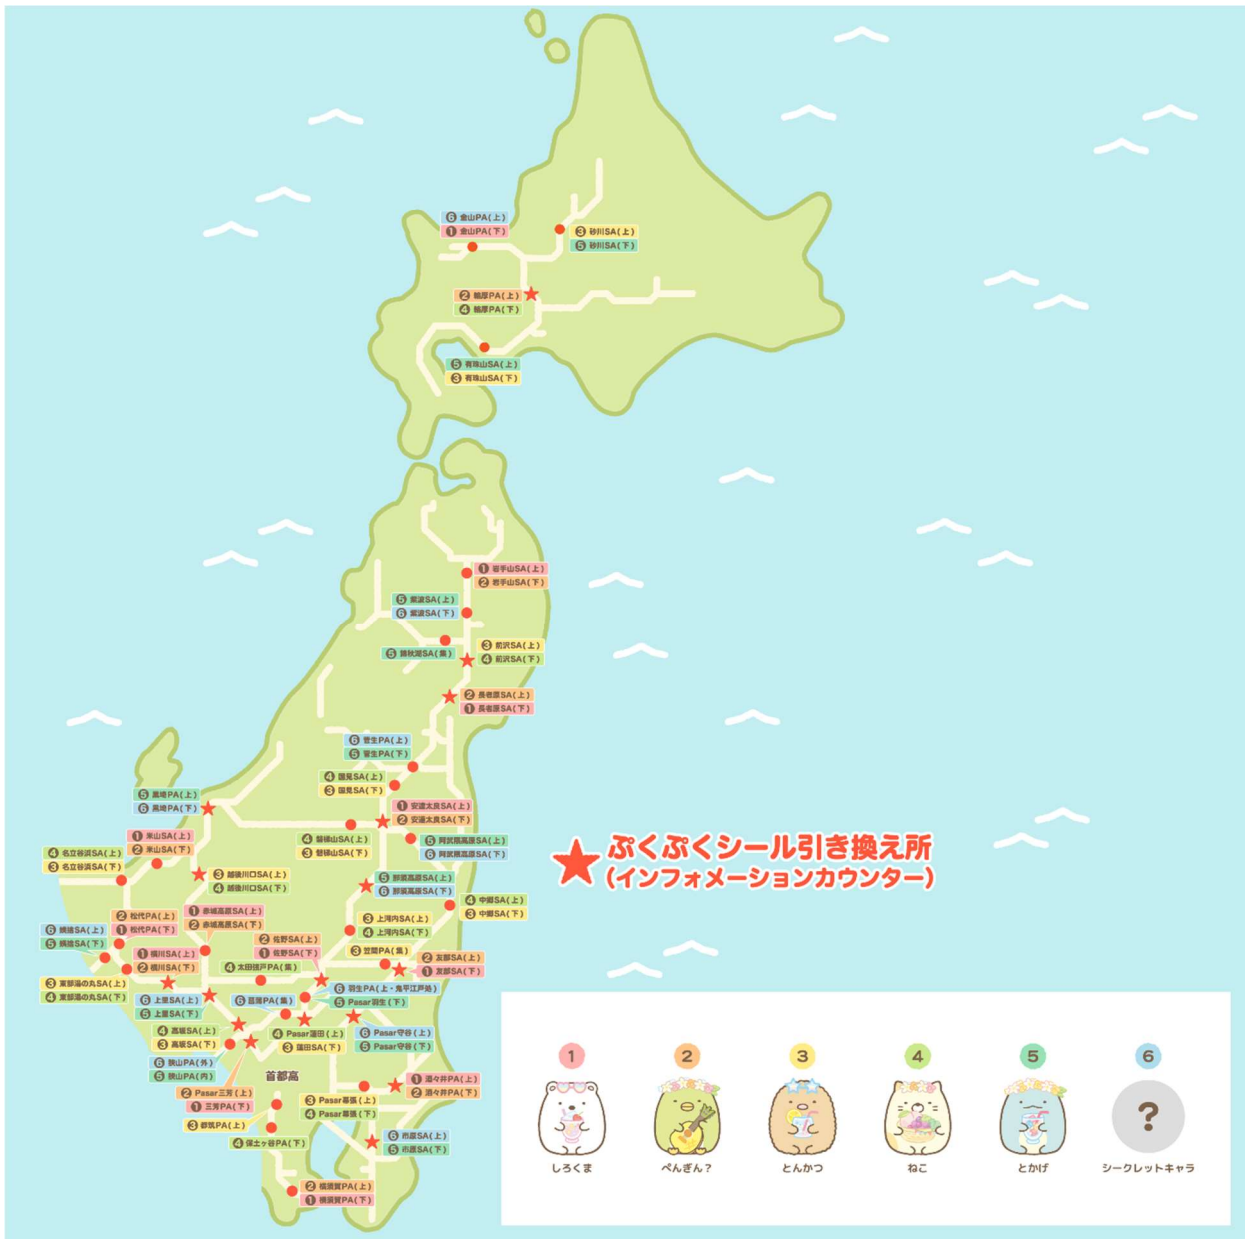 ⑥ 金山PA(上)
① 金山PA(下)
③ 砂川SA(上)
⑤ 砂川SA(下)
② 輪厚PA(上)
④ 輪厚PA(下)
⑤ 有珠山SA(上)
③ 有珠山SA(下)
① 岩手山SA(上)
② 岩手山SA(下)
⑤ 紫波SA(上)
⑥ 紫波SA(下)
③ 前沢SA(上)
④ 前沢SA(下)
⑤ 錦秋湖SA(集)
② 長者原SA(上)
① 長者原SA(下)
⑥ 菅生PA(上)
⑤ 菅生PA(下)
④ 国見SA(上)
③ 国見SA(下)
⑤ 黒埼PA(上)
⑥ 黒埼PA(下)
① 安達太良SA(上)
② 安達太良SA(下)
① 米山SA(上)
② 米山SA(下)
④ 磐梯山SA(上)
③ 磐梯山SA(下)
⑤ 阿武隈高原SA(上)
⑥ 阿武隈高原SA(下)
④ 名立谷浜SA(上)
③ 名立谷浜SA(下)
③ 越後川口SA(上)
④ 越後川口SA(下)
⑤ 那須高原SA(上)
⑥ 那須高原SA(下)
④ 中郷SA(上)
③ 中郷SA(下)
① 赤城高原SA(上)
② 赤城高原SA(下)
② 松代PA(上)
① 松代PA(下)
③ 上河内SA(上)
④ 上河内SA(下)
⑥ 姨捨SA(上)
⑤ 姨捨SA(下)
② 佐野SA(上)
① 佐野SA(下)
③ 笠間PA(集)
② 友部SA(上)
① 友部SA(下)
① 横川SA(上)
② 横川SA(下)
④ 太田強戸PA(集)
③ 東部湯の丸SA(上)
④ 東部湯の丸SA(下)
⑥ 羽生PA(上・鬼平江戸処)
⑤ Pasar羽生(下)
⑥ 上里SA(上)
⑤ 上里SA(下)
⑥ 菖蒲PA(集)
④ 高坂SA(上)
③ 高坂SA(下)
④ Pasar蓮田(上)
③ 蓮田SA(下)
⑥ Pasar守谷(上)
⑤ Pasar守谷(下)
⑥ 狭山PA(外)
⑤ 狭山PA(内)
首都高
② Pasar三芳(上)
① 三芳PA(下)
① 酒々井PA(上)
② 酒々井PA(下)
③ Pasar幕張(上)
④ Pasar幕張(下)
③ 都筑PA(上)
④ 保土ヶ谷PA(下)
⑥ 市原SA(上)
⑤ 市原SA(下)
② 横須賀PA(上)
① 横須賀PA(下)
ぷくぷくシール引き換え所
(インフォメーションカウンター)
1 2 3 4 5 6
?
しろくま ぺんぎん？ とんかつ ねこ とかげ シークレットキャラ